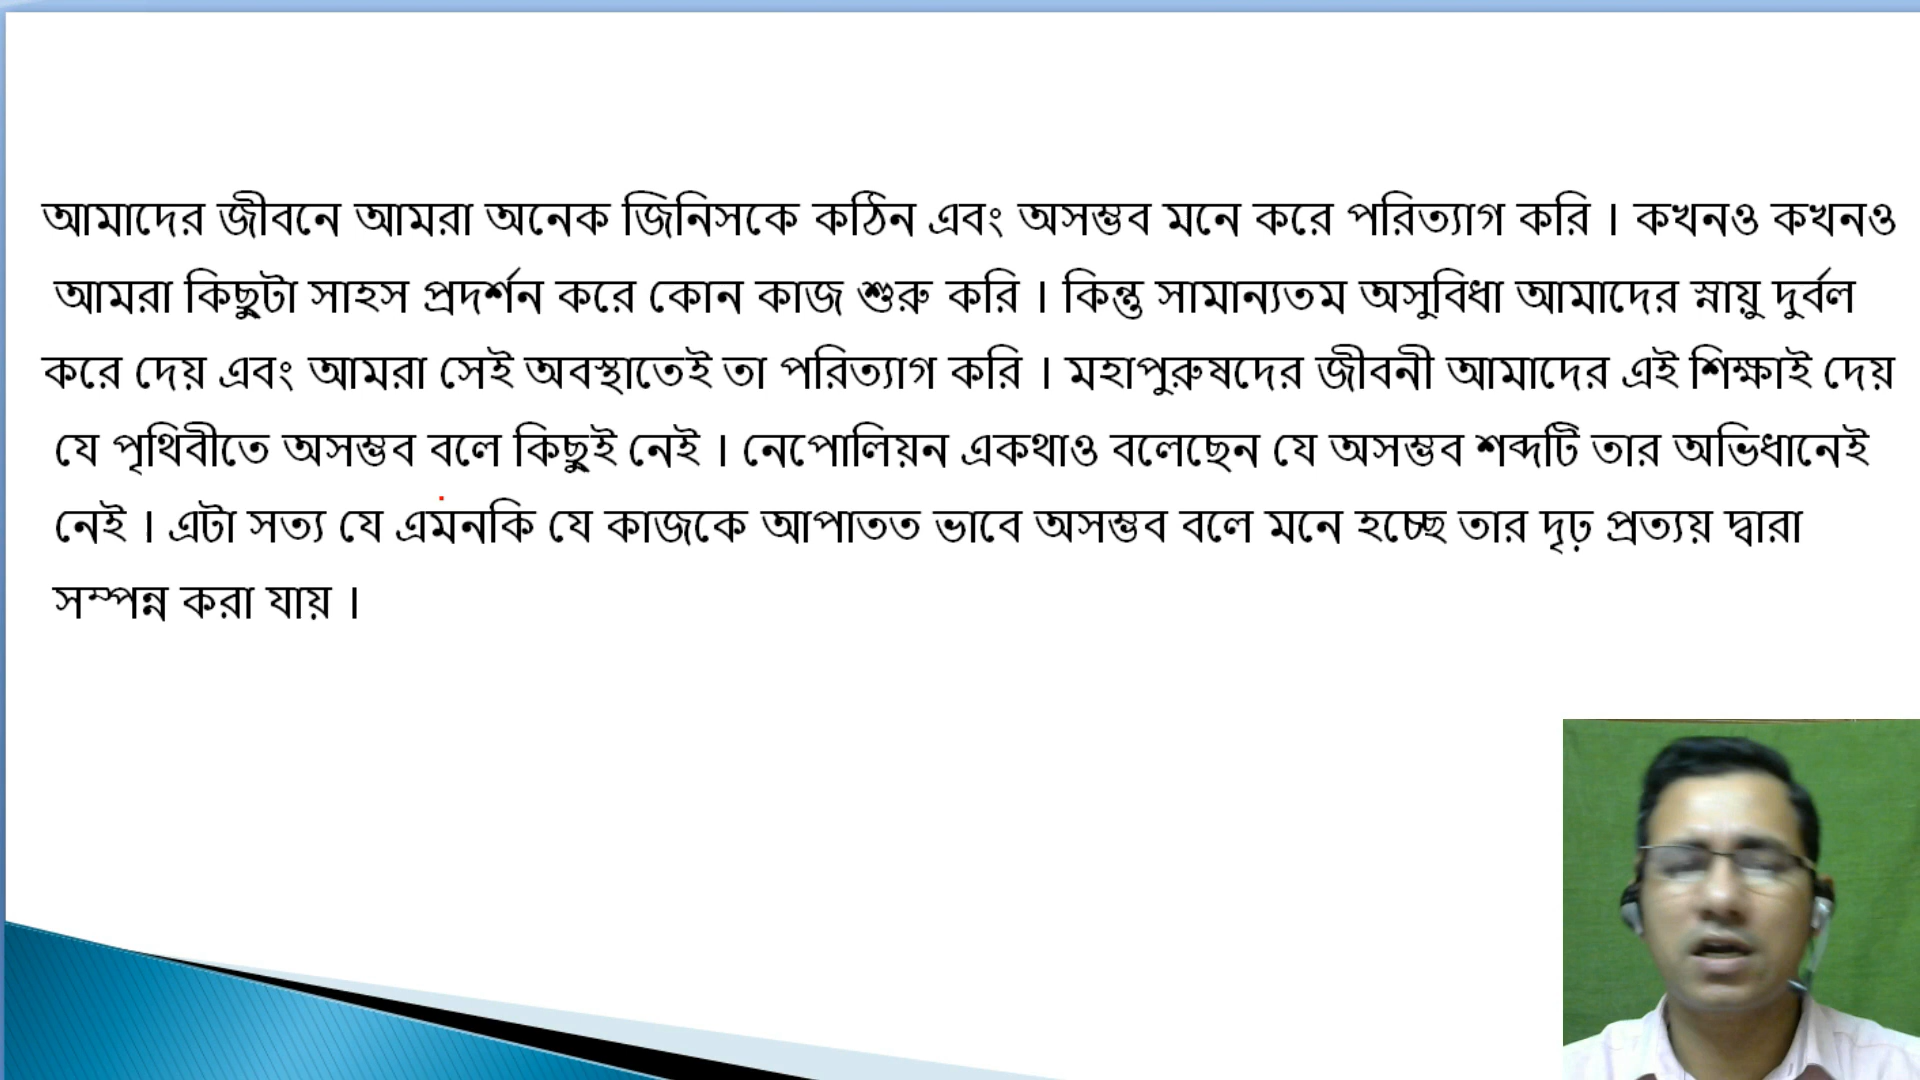 আমাদের জীবনে আমরা অনেক জিনিসকে কঠিন এবং অসম্ভব মনে করে পরিত্যাগ করি । কখনও কখনও
আমরা কিছুটা সাহস প্রদর্শন করে কোন কাজ শুরু করি । কিন্তু সামান্যতম অসুবিধা আমাদের স্নায়ু দুর্বল
করে দেয় এবং আমরা সেই অবস্থাতেই তা পরিত্যাগ করি । মহাপুরুষদের জীবনী আমাদের এই শিক্ষাই দেয়
যে পৃথিবীতে অসম্ভব বলে কিছুই নেই । নেপোলিয়ন একথাও বলেছেন যে অসম্ভব শব্দটি তার অভিধানেই
নেই । এটা সত্য যে এমনকি যে কাজকে আপাতত ভাবে অসম্ভব বলে মনে হচ্ছে তার দৃঢ় প্রত্যয় দ্বারা
সম্পন্ন করা যায় ।